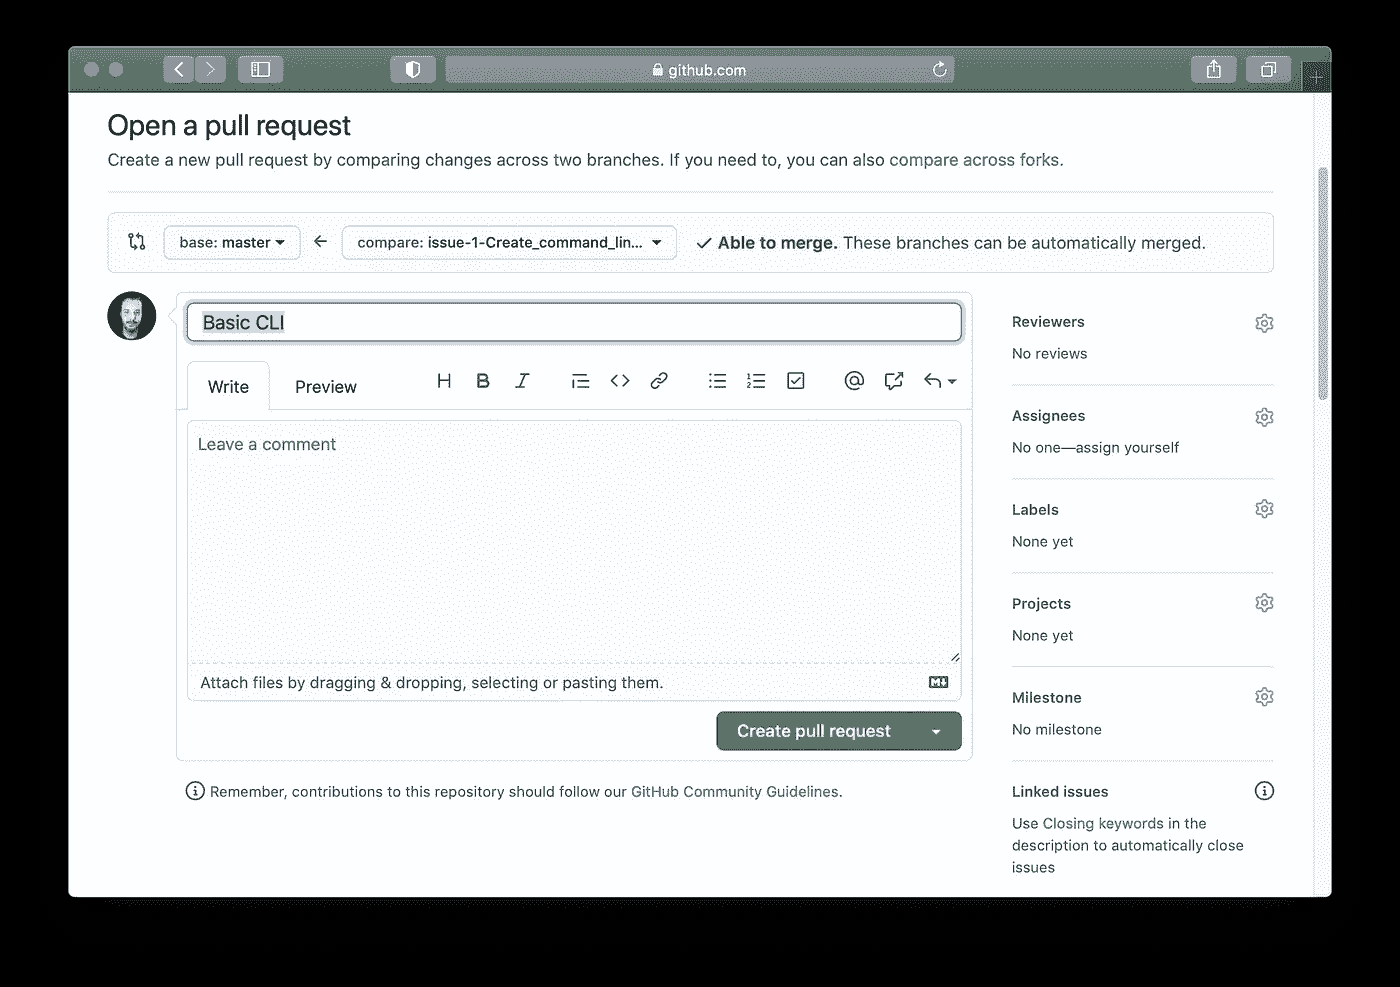 github.com
Open a pull request
Create a new pull request by comparing changes across two branches. If you need to, you can also compare across forks.
base: master
compare: issue-1-Create_command_lin...
Able to merge. These branches can be automatically merged.
Basic CLI
Write
Preview
H B I
Leave a comment
Attach files by dragging & dropping, selecting or pasting them.
Create pull request
Remember, contributions to this repository should follow our GitHub Community Guidelines.
Reviewers
No reviews
Assignees
No one—assign yourself
Labels
None yet
Projects
None yet
Milestone
No milestone
Linked issues
Use Closing keywords in the
description to automatically close
issues